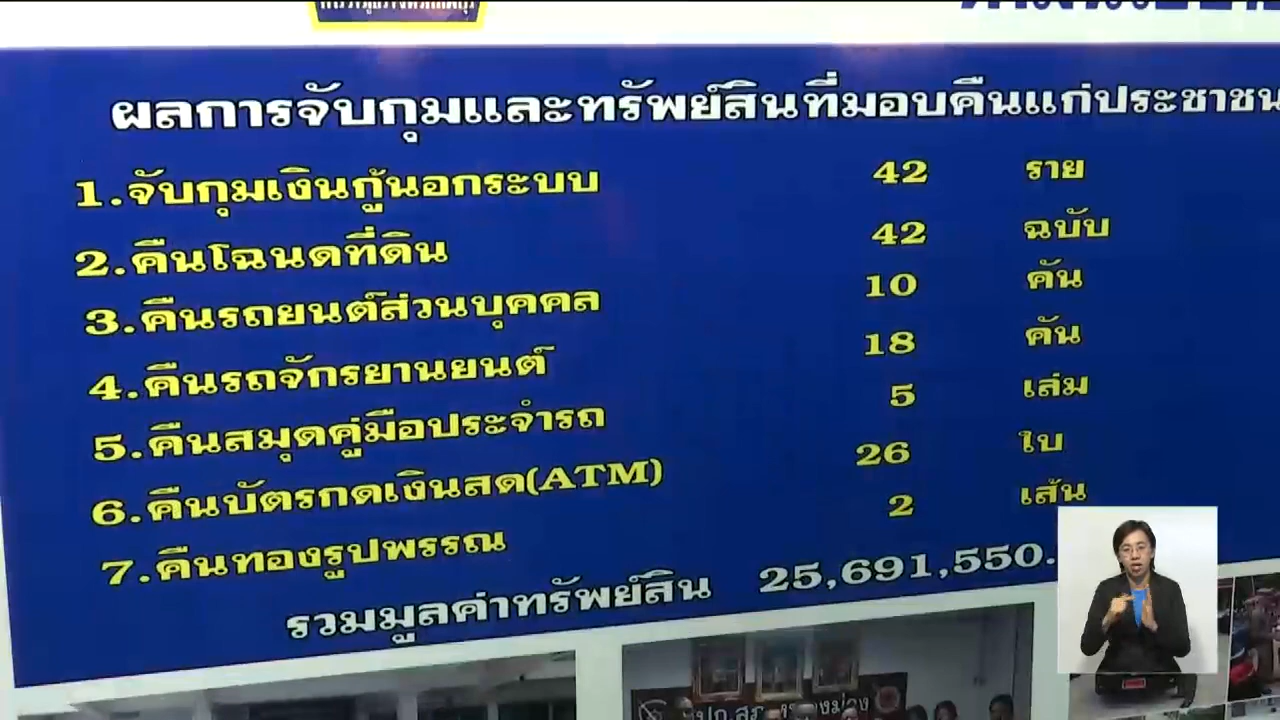 ผลการจับกุมและทรัพย์สินที่มอบคืนแก่ประชาชน
1.จับกุมเงินกู้นอกระบบ 42 ราย
2.คืนโฉนดที่ดิน 42 ฉบับ
3.คืนรถยนต์ส่วนบุคคล 10 คัน
4.คืนรถจักรยานยนต์ 18 คัน
5.คืนสมุดคู่มือประจำรถ 5 เล่ม
6.คืนบัตรกดเงินสด(ATM) 26 ใบ
7.คืนทองรูปพรรณ 2 เส้น
รวมมูลค่าทรัพย์สิน 25,691,550.